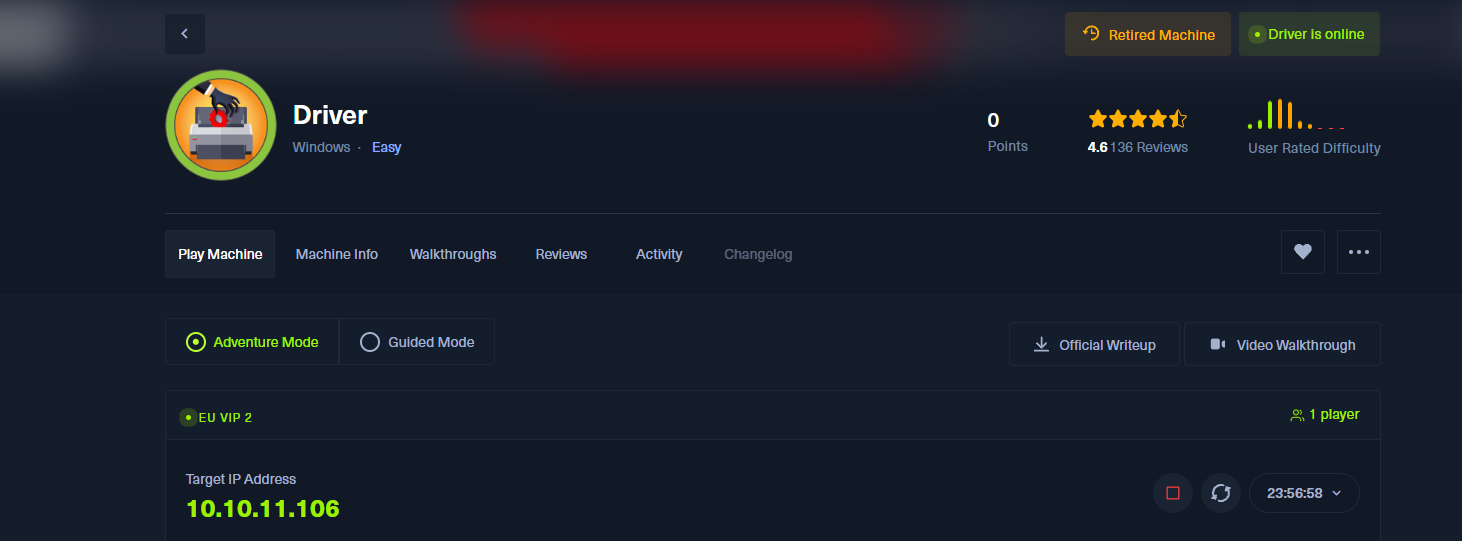 Retired Machine
Driver is online
Driver
Windows · Easy
0
Points
4.6 136 Reviews
User Rated Difficulty
Play Machine
Machine Info
Walkthroughs
Reviews
Activity
Changelog
Adventure Mode
Guided Mode
Official Writeup
Video Walkthrough
EU VIP 2
1 player
Target IP Address
10.10.11.106
23:56:58